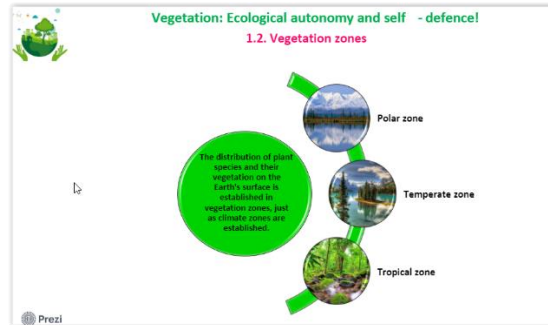 Vegetation: Ecological autonomy and self - defence!
1.2. Vegetation zones
The distribution of plant
species and their
vegetation on the
Earth's surface is
established in
vegetation zones, just
as climate zones are
established.
Polar zone
Temperate zone
Tropical zone
Prezi